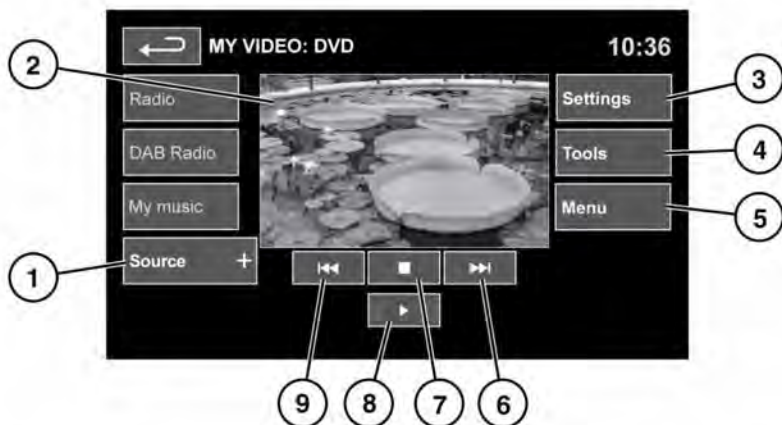 MY VIDEO: DVD
10:36
2
Radio
Settings
3
DAB Radio
Tools
4
My music
Menu
5
1
Source +
9
8
7
6